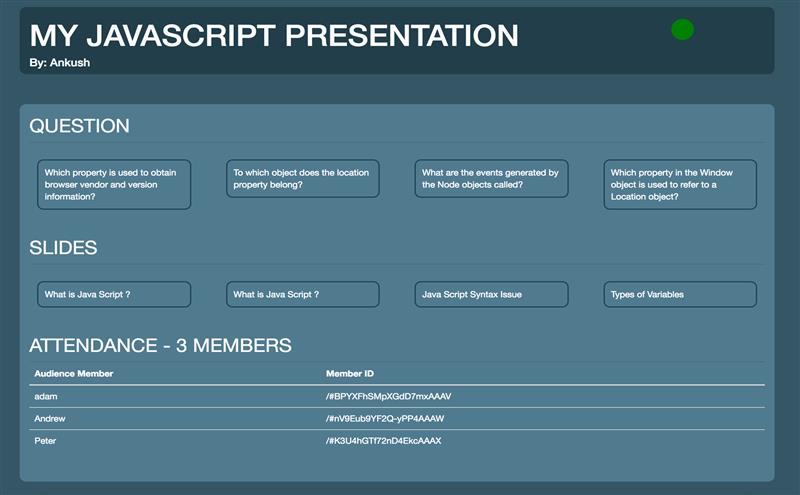 MY JAVASCRIPT PRESENTATION
By: Ankush
QUESTION
Which property is used to obtain
browser vendor and version
information?
To which object does the location
property belong?
What are the events generated by
the Node objects called?
Which property in the Window
object is used to refer to a
Location object?
SLIDES
What is Java Script ?
What is Java Script ?
Java Script Syntax Issue
Types of Variables
ATTENDANCE - 3 MEMBERS
Audience Member Member ID
adam /#BPYXFhSMpXGdD7mxAAAV
Andrew /#nV9Eub9YF2Q-yPP4AAAW
Peter /#K3U4hGTf72nD4EkcAAAX